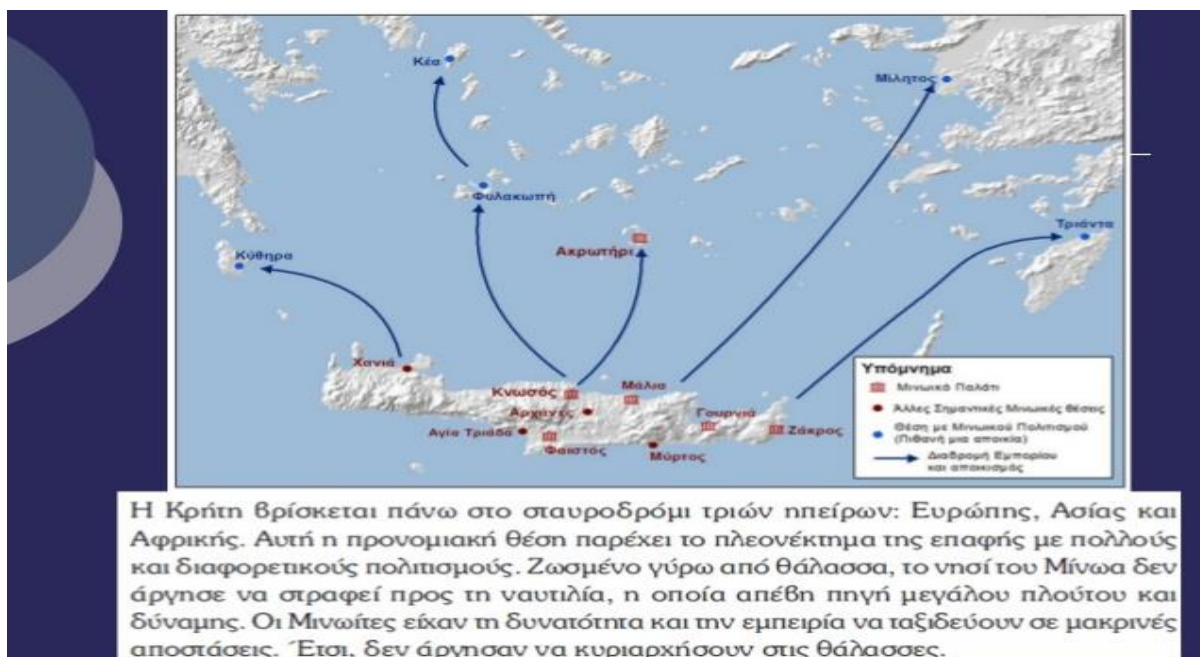 Κέα
Μίλητος
Φυλακωπή
Τριάντα
Ακρωτήρι
Κύθηρα
Χανιά
Υπόμνημα
Μινωικό Παλάτι
Άλλες Σημαντικές Μινωικές Θέσεις
Θέση με Μινωικού Πολιτισμού
(Πιθανή μια αποικία)
Διαδρομή Εμπορίου
και αποικισμός
Κνωσός
Μάλια
Αρχάνες
Γουρνιά
Αγία Τριάδα
Ζάκρος
Φαιστός
Μύρτος
Η Κρήτη βρίσκεται πάνω στο σταυροδρόμι τριών ηπείρων: Ευρώπης, Ασίας και
Αφρικής. Αυτή η προνομιακή θέση παρέχει το πλεονέκτημα της επαφής με πολλούς
και διαφορετικούς πολιτισμούς. Ζωσμένο γύρω από θάλασσα, το νησί του Μίνωα δεν
άργησε να στραφεί προς τη ναυτιλία, η οποία απέβη πηγή μεγάλου πλούτου και
δύναμης. Οι Μινωίτες είχαν τη δυνατότητα και την εμπειρία να ταξιδεύουν σε μακρινές
αποστάσεις. Έτσι, δεν άργησαν να κυριαρχήσουν στις θάλασσες.